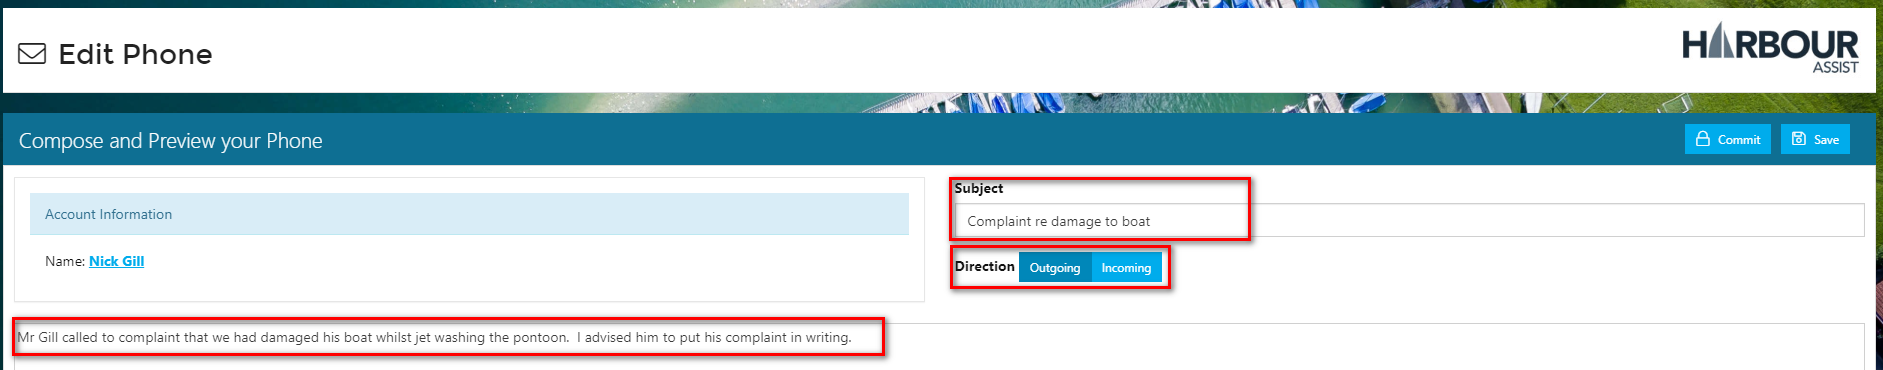 Edit Phone
HARBOUR
ASSIST
Compose and Preview your Phone
Commit
Save
Account Information
Name: Nick Gill
Subject
Complaint re damage to boat
Direction Outgoing Incoming
Mr Gill called to complaint that we had damaged his boat whilst jet washing the pontoon.  I advised him to put his complaint in writing.